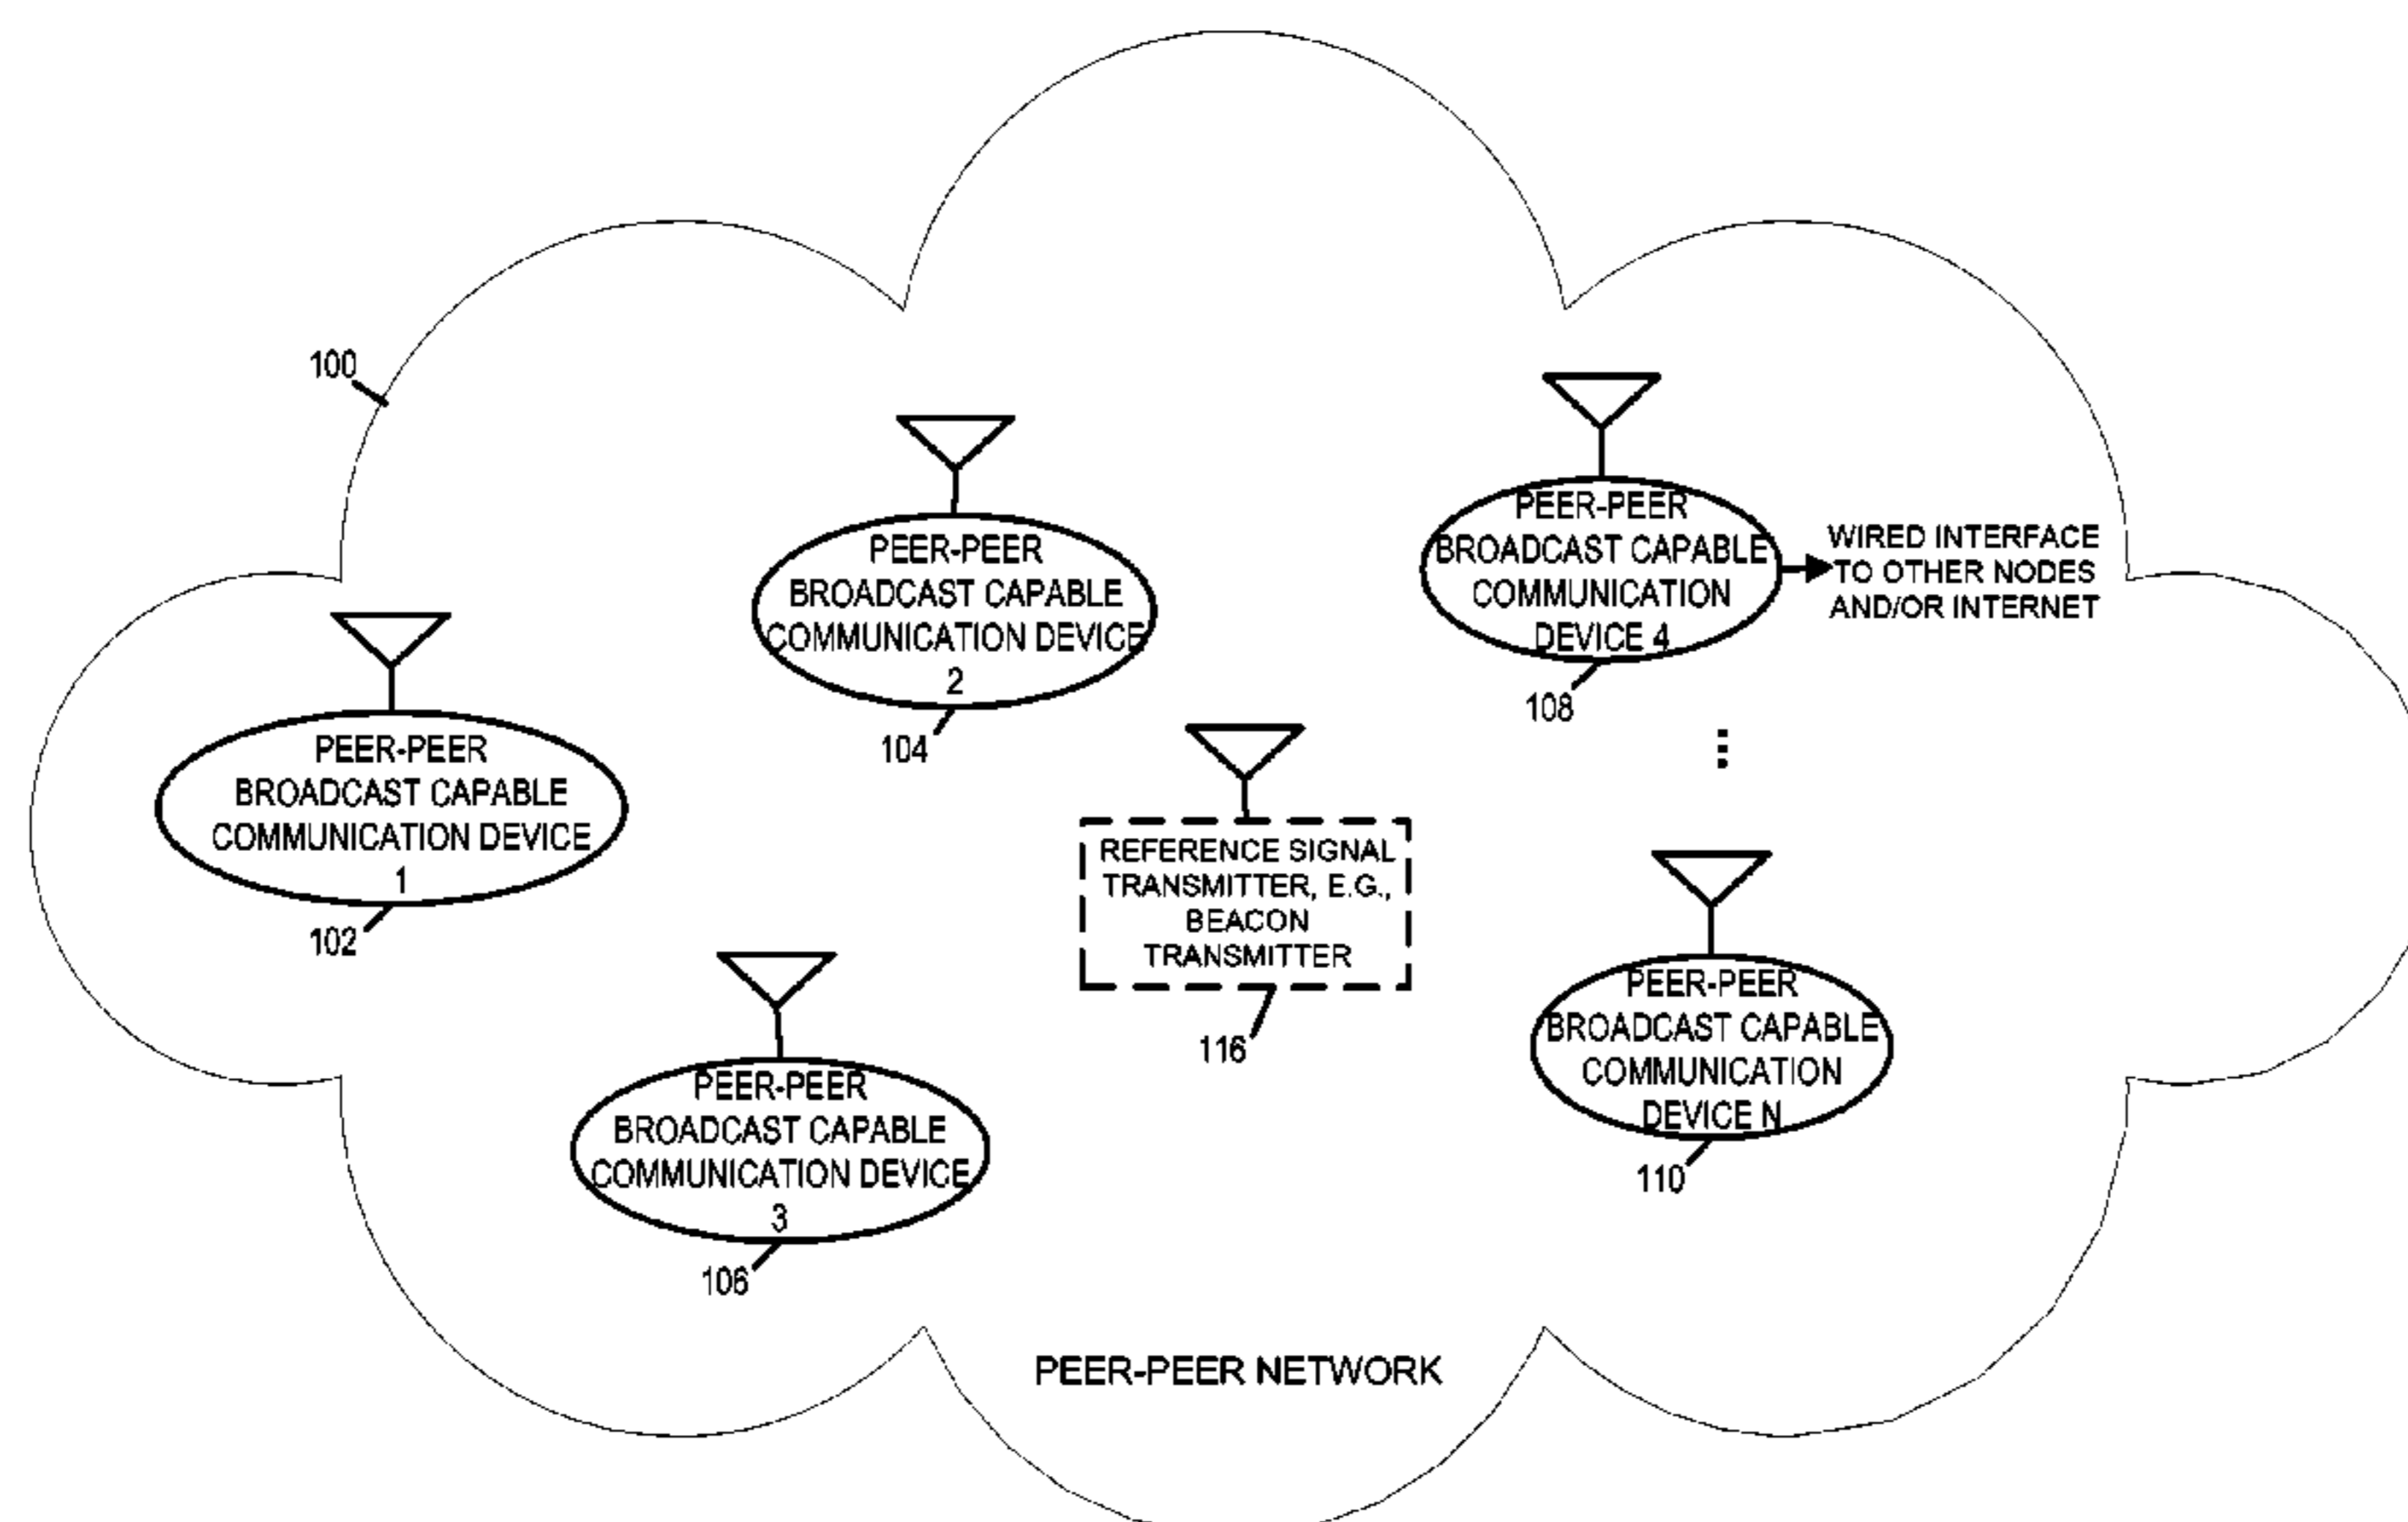 100
PEER-PEER
BROADCAST CAPABLE
COMMUNICATION DEVICE
1
102
PEER-PEER
BROADCAST CAPABLE
COMMUNICATION DEVICE
2
104
PEER-PEER
BROADCAST CAPABLE
COMMUNICATION
DEVICE 4
108
WIRED INTERFACE
TO OTHER NODES
AND/OR INTERNET
REFERENCE SIGNAL
TRANSMITTER, E.G.,
BEACON
TRANSMITTER
116
PEER-PEER
BROADCAST CAPABLE
COMMUNICATION DEVICE
3
106
PEER-PEER
BROADCAST CAPABLE
COMMUNICATION
DEVICE N
110
PEER-PEER NETWORK